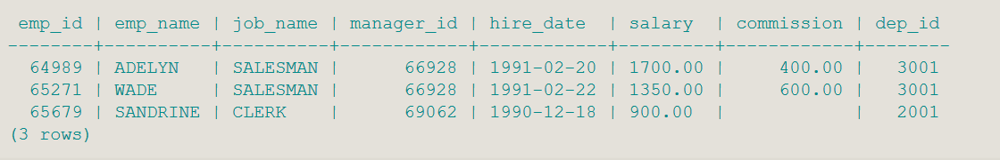 emp_id | emp_name | job_name | manager_id | hire_date  | salary  | commission | dep_id
--------+----------+----------+------------+------------+---------+------------+--------
  64989 | ADELYN   | SALESMAN |      66928 | 1991-02-20 | 1700.00 |     400.00 |   3001
  65271 | WADE     | SALESMAN |      66928 | 1991-02-22 | 1350.00 |     600.00 |   3001
  65679 | SANDRINE | CLERK    |      69062 | 1990-12-18 | 900.00  |            |   2001
(3 rows)